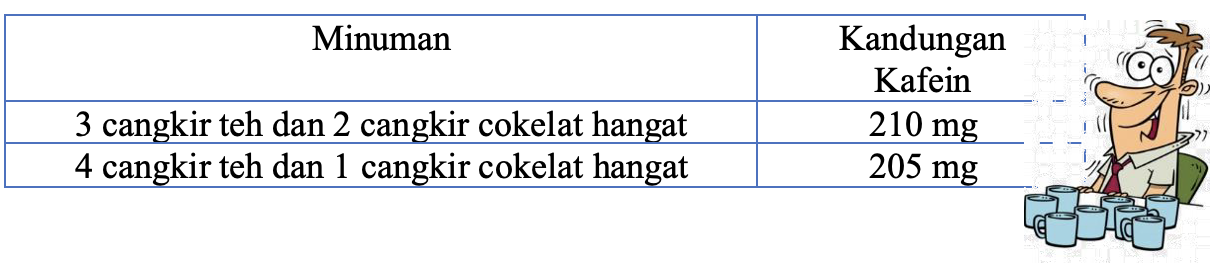 Minuman
Kandungan
Kafein
3 cangkir teh dan 2 cangkir cokelat hangat
210 mg
4 cangkir teh dan 1 cangkir cokelat hangat
205 mg